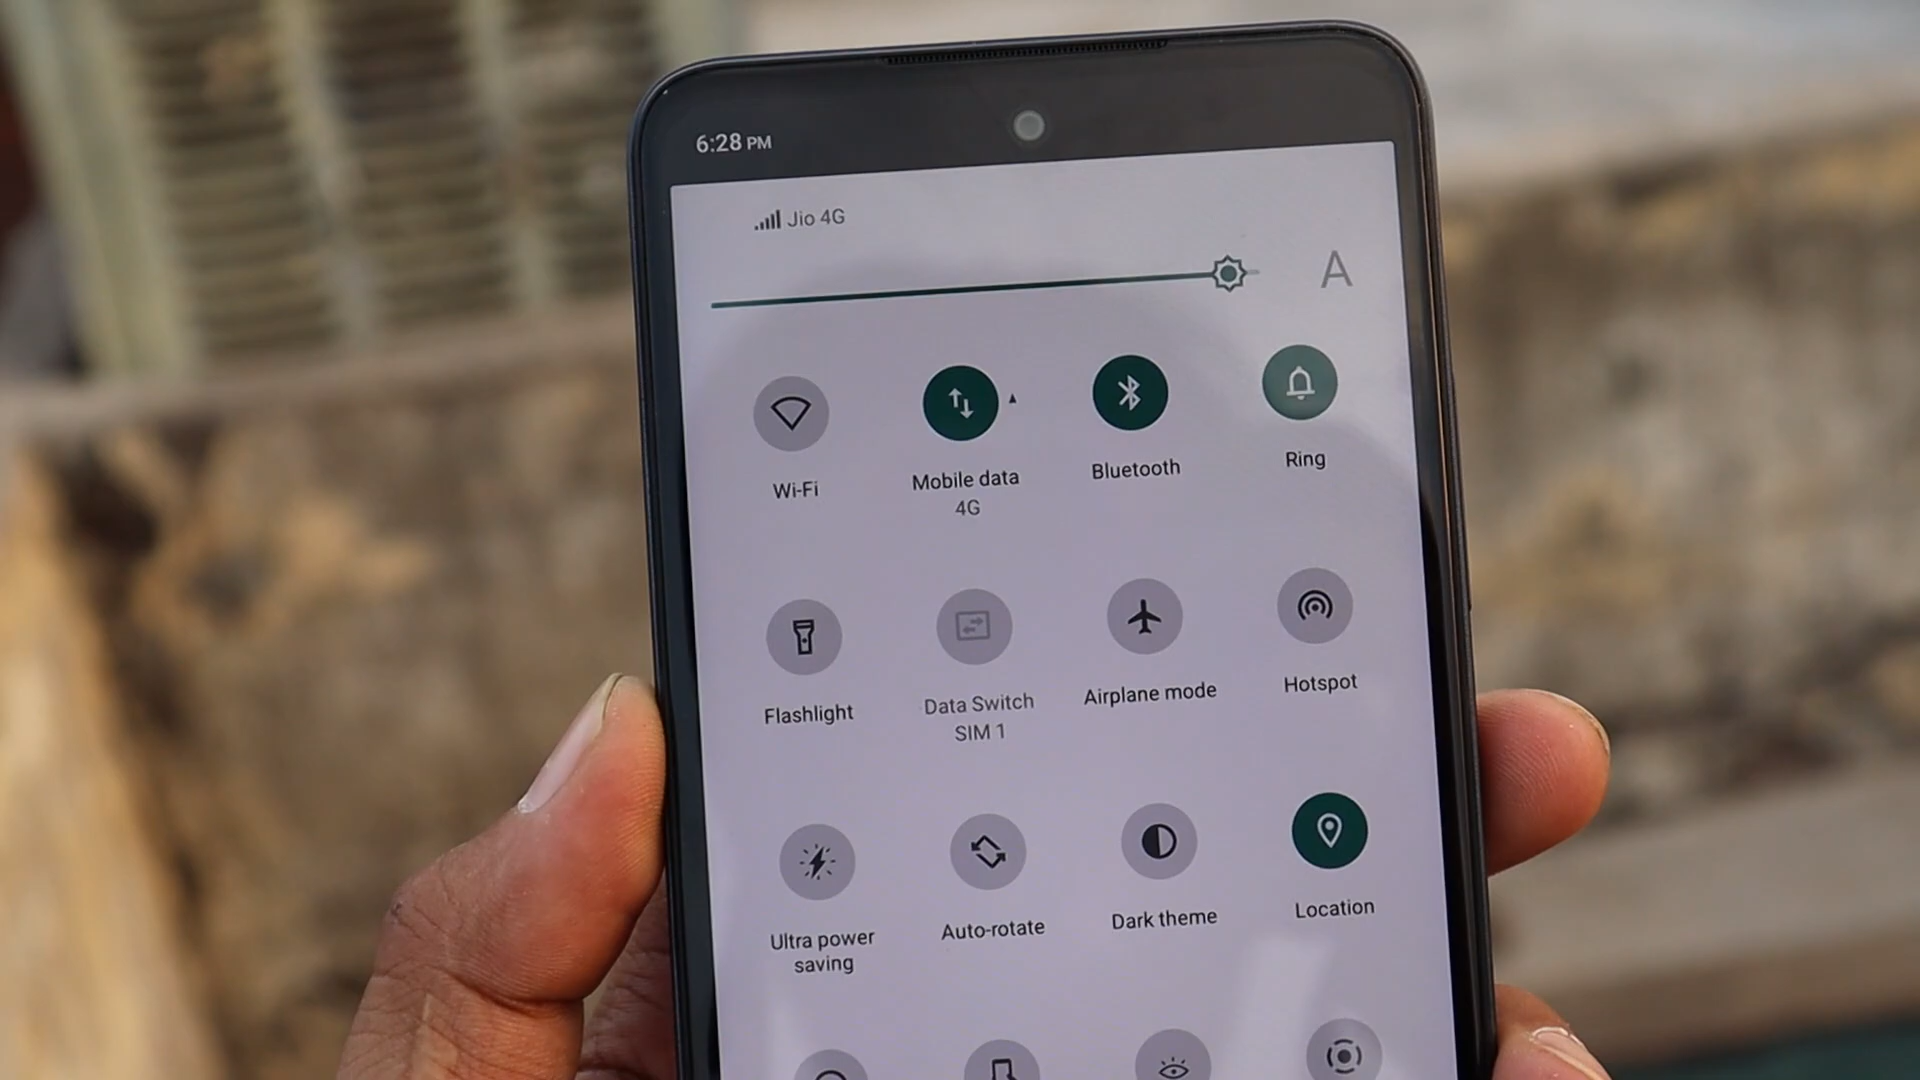 6:28 PM
Jio 4G
A
Wi-Fi
Mobile data
4G
Bluetooth
Ring
Flashlight
Data Switch
SIM 1
Airplane mode
Hotspot
Ultra power
saving
Auto-rotate
Dark theme
Location